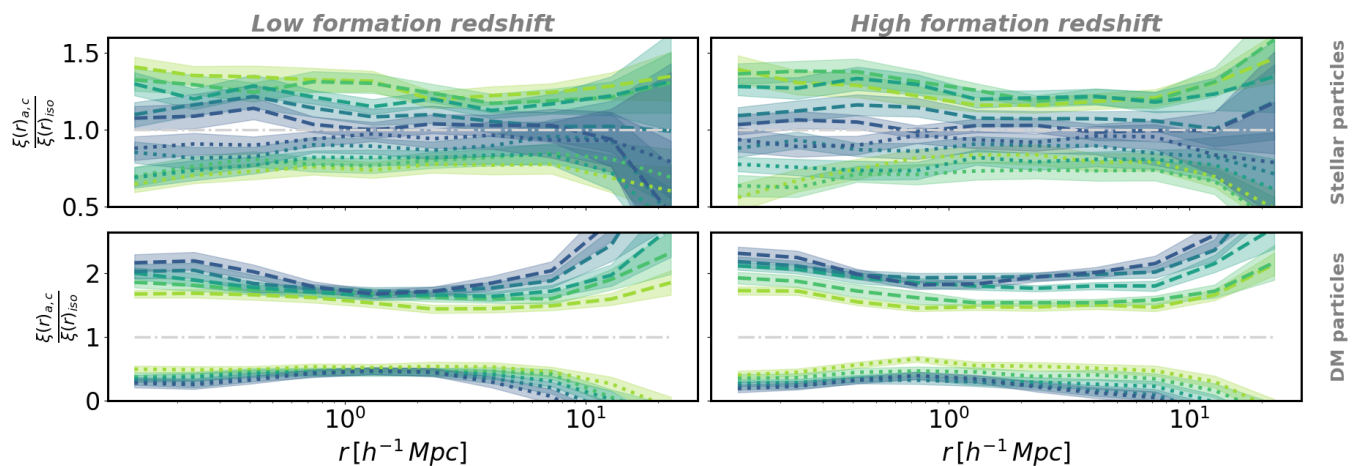 Low formation redshift High formation redshift
1.5
1.0
0.5
ξ(r)a,c
ξ(r)iso
Stellar particles
2
1
0
ξ(r)a,c
ξ(r)iso
DM particles
10⁰ 10¹ 10⁰ 10¹
r [h⁻¹ Mpc] r [h⁻¹ Mpc]